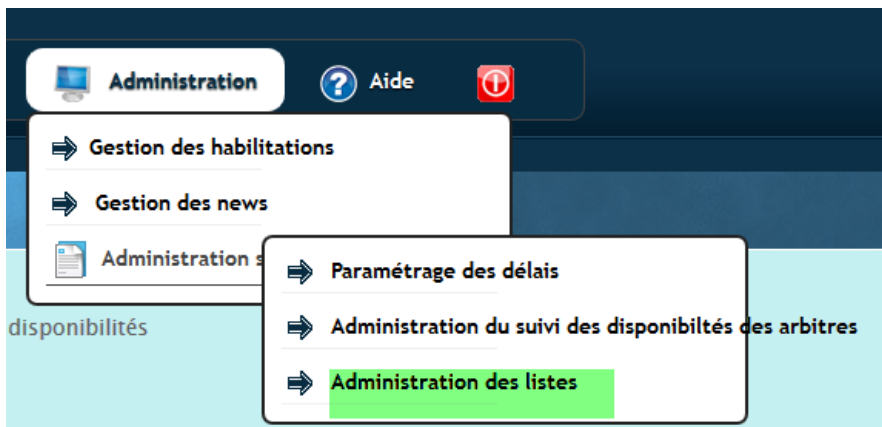 Administration
Aide
Gestion des habilitations
Gestion des news
Administration s
Paramétrage des délais
disponibilités
Administration du suivi des disponibiltés des arbitres
Administration des listes